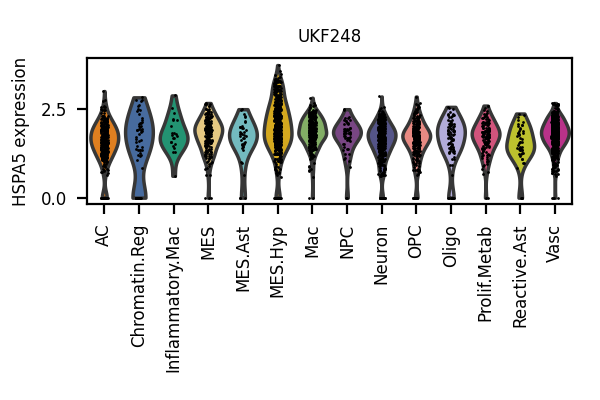 UKF248
HSPA5 expression
2.5
0.0
AC
Chromatin.Reg
Inflammatory.Mac
MES
MES.Ast
MES.Hyp
Mac
NPC
Neuron
OPC
Oligo
Prolif.Metab
Reactive.Ast
Vasc